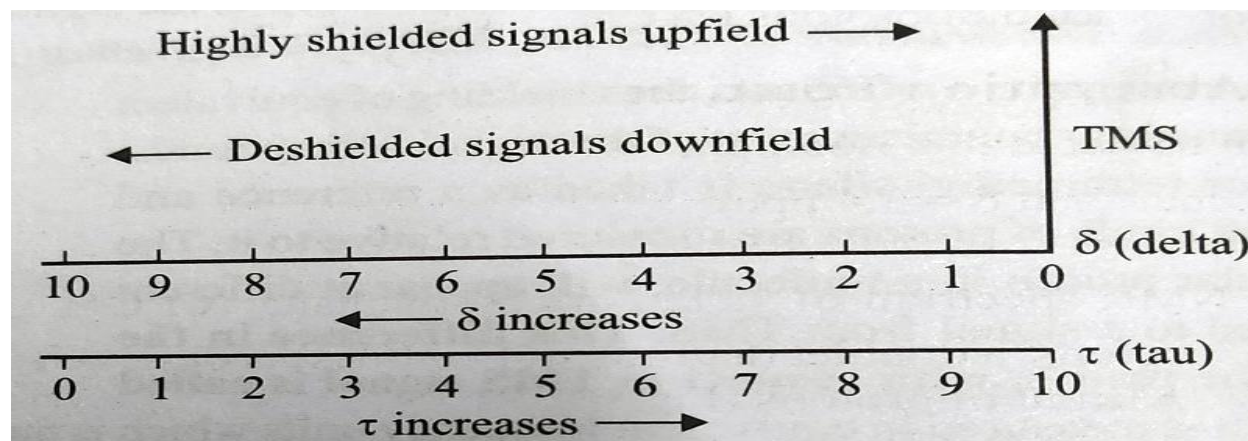 Highly shielded signals upfield
Deshielded signals downfield
TMS
δ (delta)
10 9 8 7 6 5 4 3 2 1 0
δ increases
τ (tau)
0 1 2 3 4 5 6 7 8 9 10
τ increases